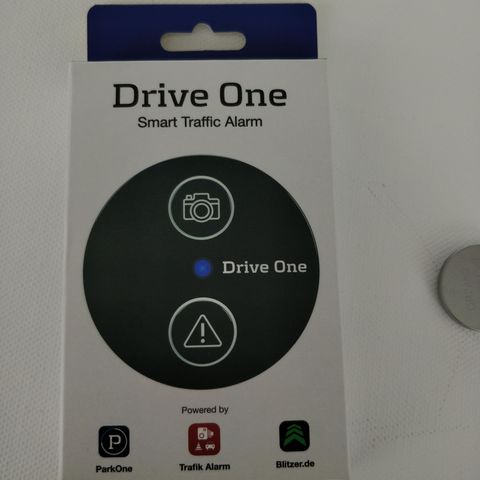 Drive One
Smart Traffic Alarm
Drive One
Powered by
P
ParkOne
Trafik Alarm
Blitzer.de